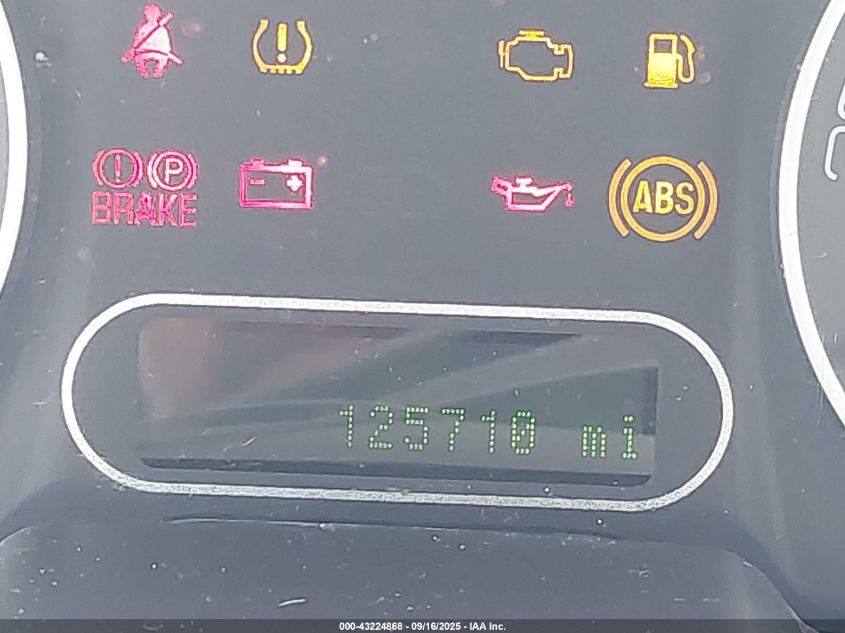 P
BRAKE
ABS
125710 mi
000-43224868 - 09/16/2025 - IAA Inc.